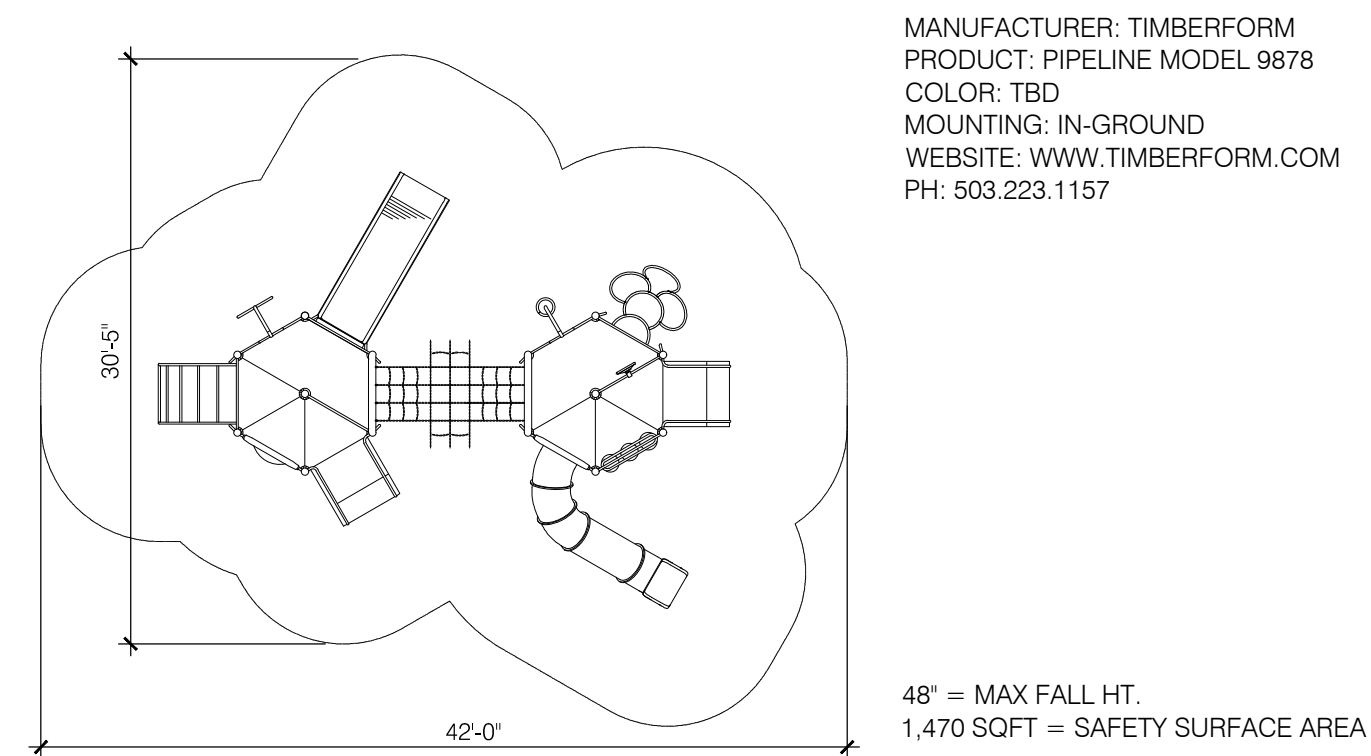 MANUFACTURER: TIMBERFORM
PRODUCT: PIPELINE MODEL 9878
COLOR: TBD
MOUNTING: IN-GROUND
WEBSITE: WWW.TIMBERFORM.COM
PH: 503.223.1157
30'-5"
42'-0"
48" = MAX FALL HT.
1,470 SQFT = SAFETY SURFACE AREA